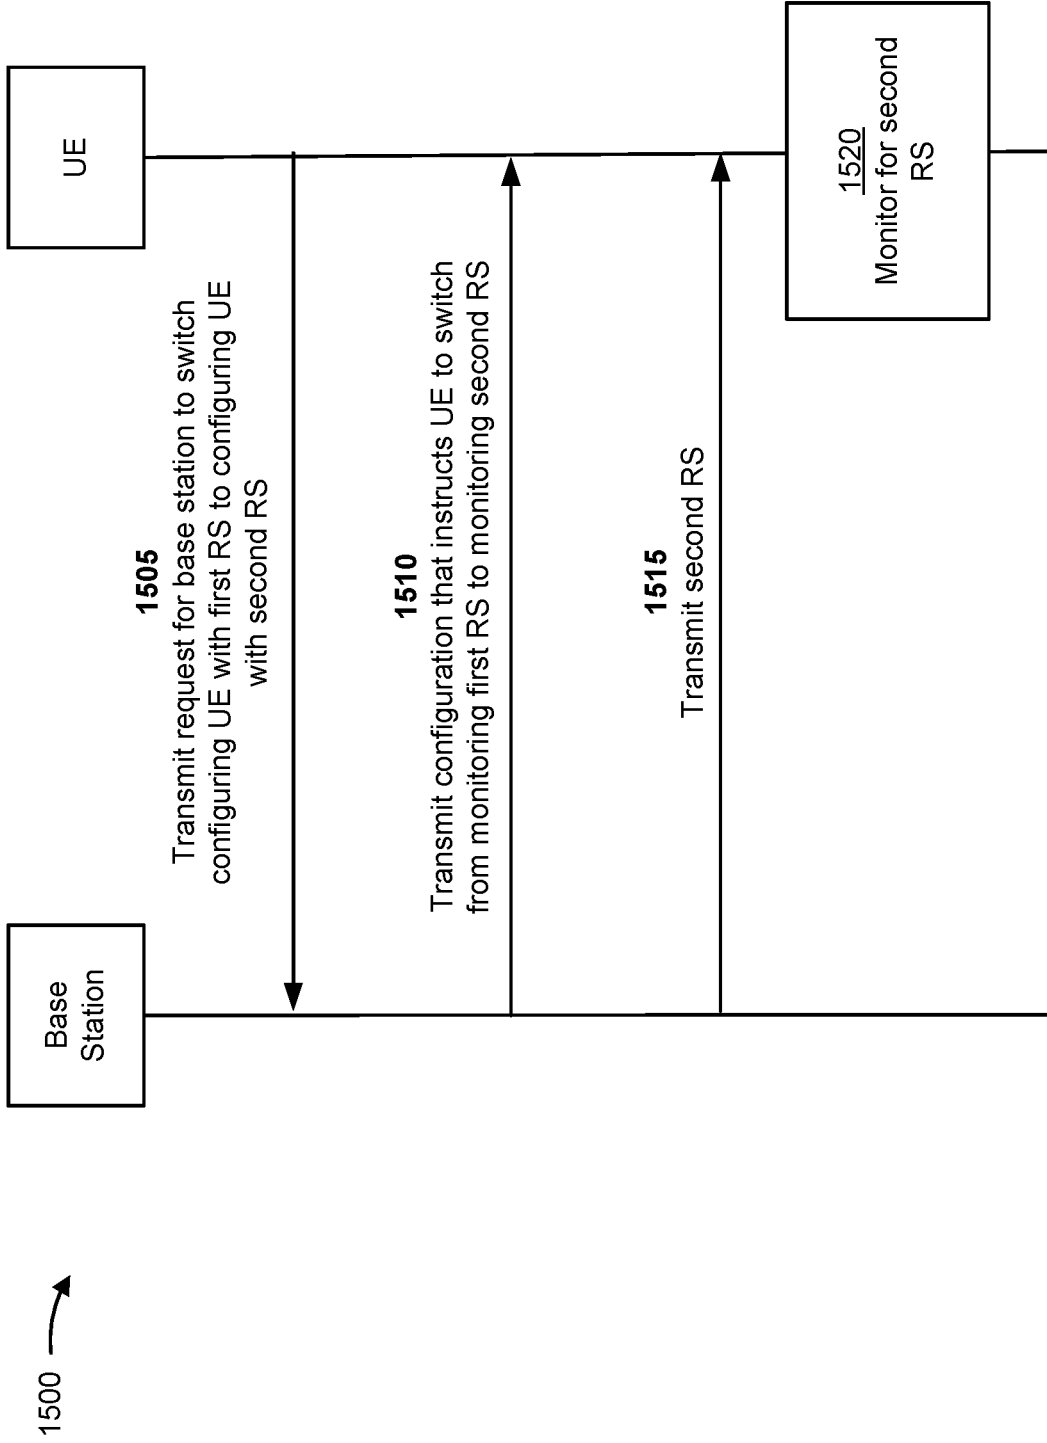 1500
Base
Station
UE
1505
Transmit request for base station to switch
configuring UE with first RS to configuring UE
with second RS
1510
Transmit configuration that instructs UE to switch
from monitoring first RS to monitoring second RS
1515
Transmit second RS
1520
Monitor for second
RS